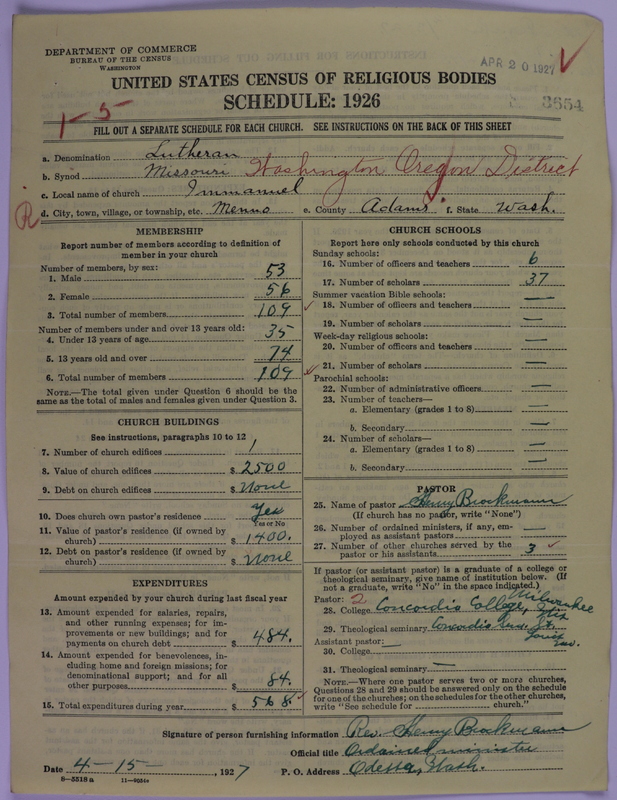 DEPARTMENT OF COMMERCE
BUREAU OF THE CENSUS
WASHINGTON
APR 20 1927
UNITED STATES CENSUS OF RELIGIOUS BODIES
SCHEDULE: 1926
3654
1-5
FILL OUT A SEPARATE SCHEDULE FOR EACH CHURCH. SEE INSTRUCTIONS ON THE BACK OF THIS SHEET
a. Denomination Lutheran
b. Synod Missouri Washington Oregon District
c. Local name of church Immanuel
R
d. City, town, village, or township, etc. Menno e. County Adams f. State Wash.
MEMBERSHIP
Report number of members according to definition of member in your church
Number of members, by sex:
1. Male 53
2. Female 56
3. Total number of members 109
Number of members under and over 13 years old:
4. Under 13 years of age 35
5. 13 years old and over 74
6. Total number of members 109
NOTE.—The total given under Question 6 should be the same as the total of males and females given under Question 3.
CHURCH BUILDINGS
See instructions, paragraphs 10 to 12
7. Number of church edifices 1
8. Value of church edifices $ 2500
9. Debt on church edifices $ None
10. Does church own pastor's residence Yes
Yes or No
11. Value of pastor's residence (if owned by church) $ 1400.
12. Debt on pastor's residence (if owned by church) $ None
EXPENDITURES
Amount expended by your church during last fiscal year
13. Amount expended for salaries, repairs, and other running expenses; for improvements or new buildings; and for payments on church debt $ 484.
14. Amount expended for benevolences, including home and foreign missions; for denominational support; and for all other purposes $ 84.
15. Total expenditures during year $ 568.
CHURCH SCHOOLS
Report here only schools conducted by this church
Sunday schools:
16. Number of officers and teachers 6
17. Number of scholars 37
Summer vacation Bible schools:
18. Number of officers and teachers —
19. Number of scholars —
Week-day religious schools:
20. Number of officers and teachers —
21. Number of scholars —
Parochial schools:
22. Number of administrative officers —
23. Number of teachers—
a. Elementary (grades 1 to 8) —
b. Secondary —
24. Number of scholars—
a. Elementary (grades 1 to 8) —
b. Secondary —
PASTOR
25. Name of pastor Henry Brockmann
(If church has no pastor, write "None")
26. Number of ordained ministers, if any, employed as assistant pastors —
27. Number of other churches served by the pastor or his assistants 3
If pastor (or assistant pastor) is a graduate of a college or theological seminary, give name of institution below. (If not a graduate, write "No" in the space indicated.)
Pastor: 2
28. College Concordia College, Milwaukee Wis
29. Theological seminary Concordia Sem. St. Louis Mo.
Assistant pastor:
30. College —
31. Theological seminary —
NOTE.—Where one pastor serves two or more churches, Questions 28 and 29 should be answered only on the schedule for one of the churches; on the schedules for the other churches, write "See schedule for ........ church."
Signature of person furnishing information Rev. Henry Brockmann
Official title Ordained minister
Date 4-15-, 1927 P. O. Address Odessa, Wash.
8-5318a 11-9034a